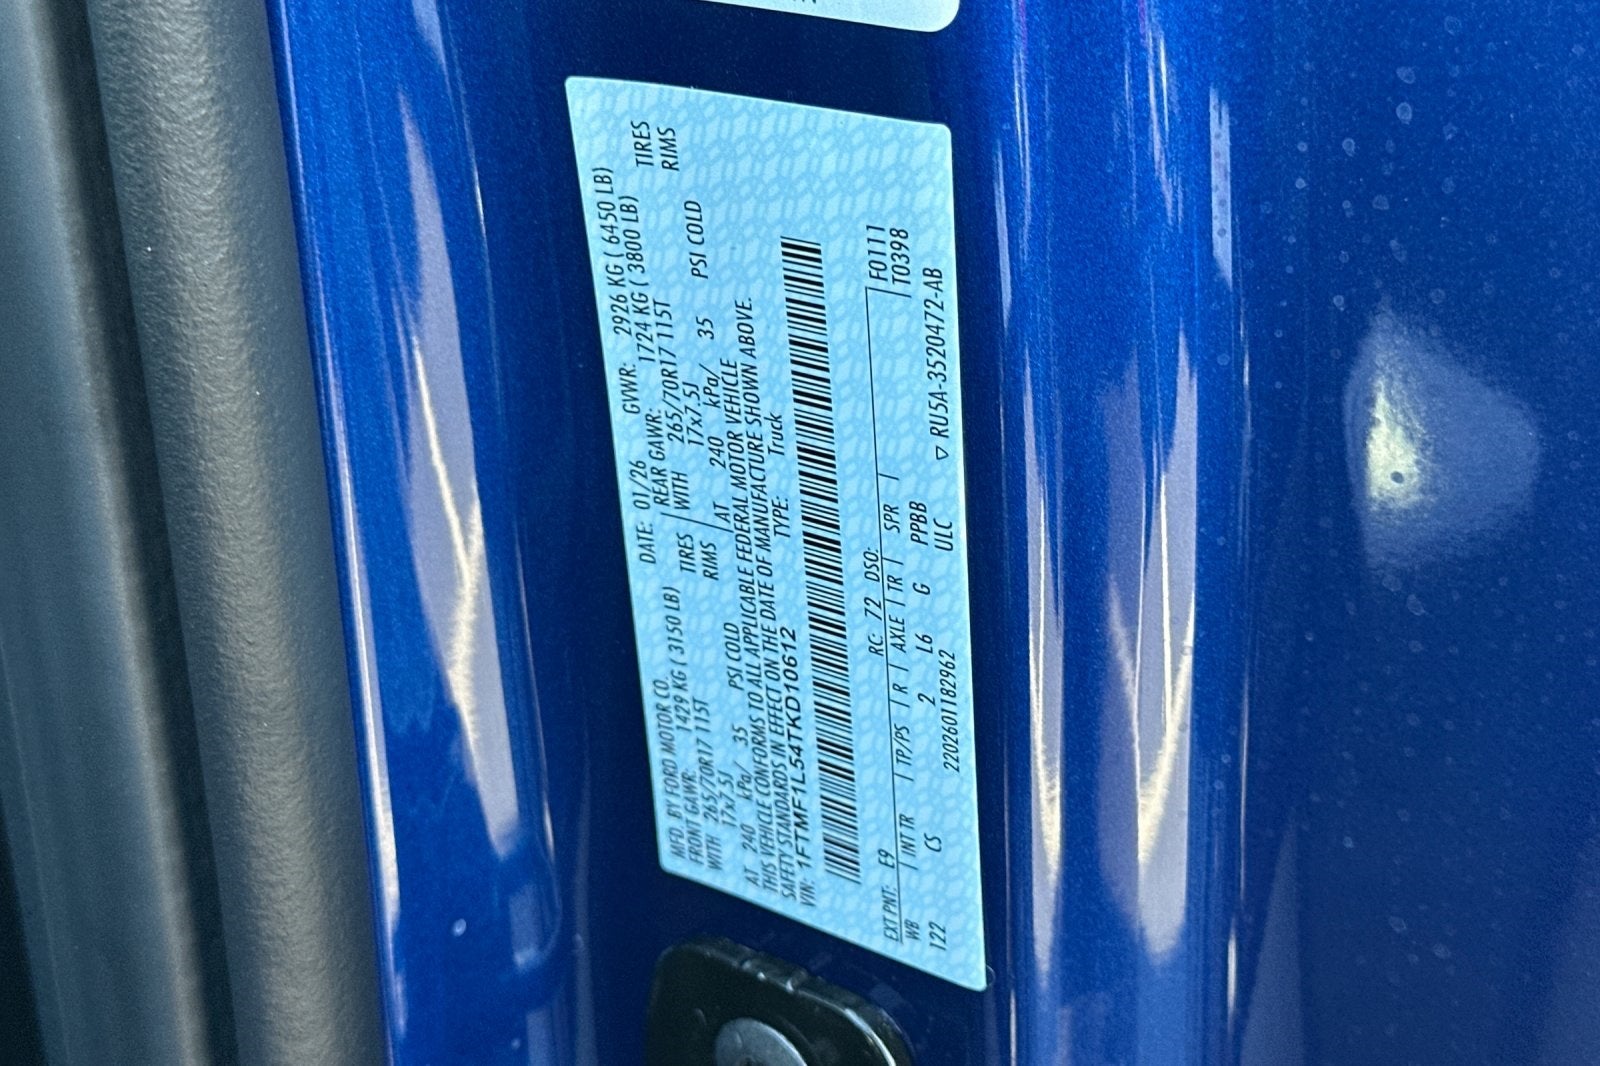 MFD. BY FORD MOTOR CO.
DATE: 01/26 GVWR: 2926 KG ( 6450 LB)
FRONT GAWR: 1429 KG ( 3150 LB) REAR GAWR: 1724 KG ( 3800 LB)
WITH 265/70R17 115T TIRES WITH 265/70R17 115T TIRES
17x7.5J RIMS 17x7.5J RIMS
AT 240 kPa/ 35 PSI COLD AT 240 kPa/ 35 PSI COLD
THIS VEHICLE CONFORMS TO ALL APPLICABLE FEDERAL MOTOR VEHICLE
SAFETY STANDARDS IN EFFECT ON THE DATE OF MANUFACTURE SHOWN ABOVE.
VIN: 1FTMF1L54TKD10612 TYPE: Truck
EXT PNT: E9 RC: 72 DSO: F0111
WB INT TR TP/PS R AXLE TR SPR T0398
122 CS 2 L6 G PPBB
2202601182962 ULC ▽ RU5A-3520472-AB